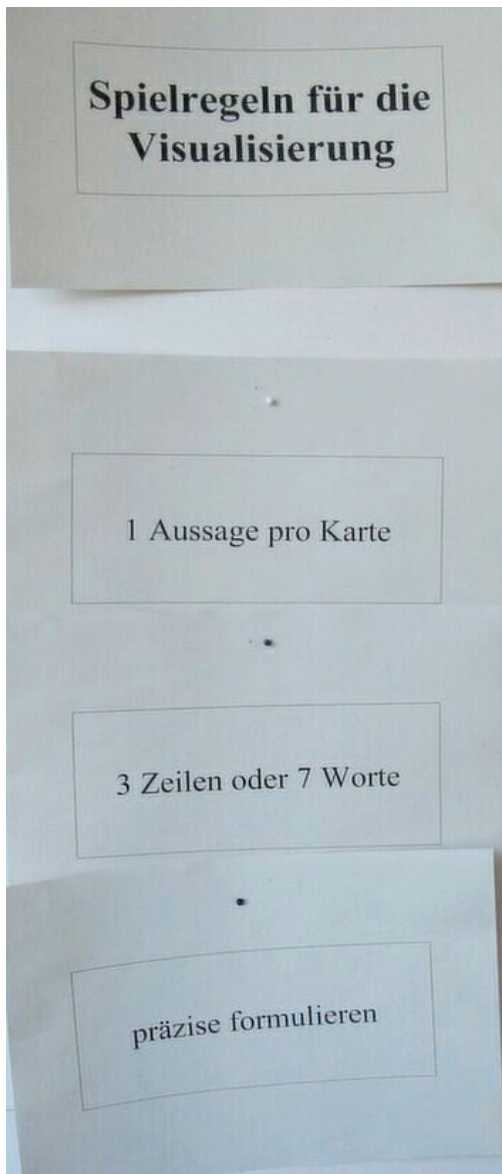 Spielregeln für die
Visualisierung
1 Aussage pro Karte
3 Zeilen oder 7 Worte
präzise formulieren